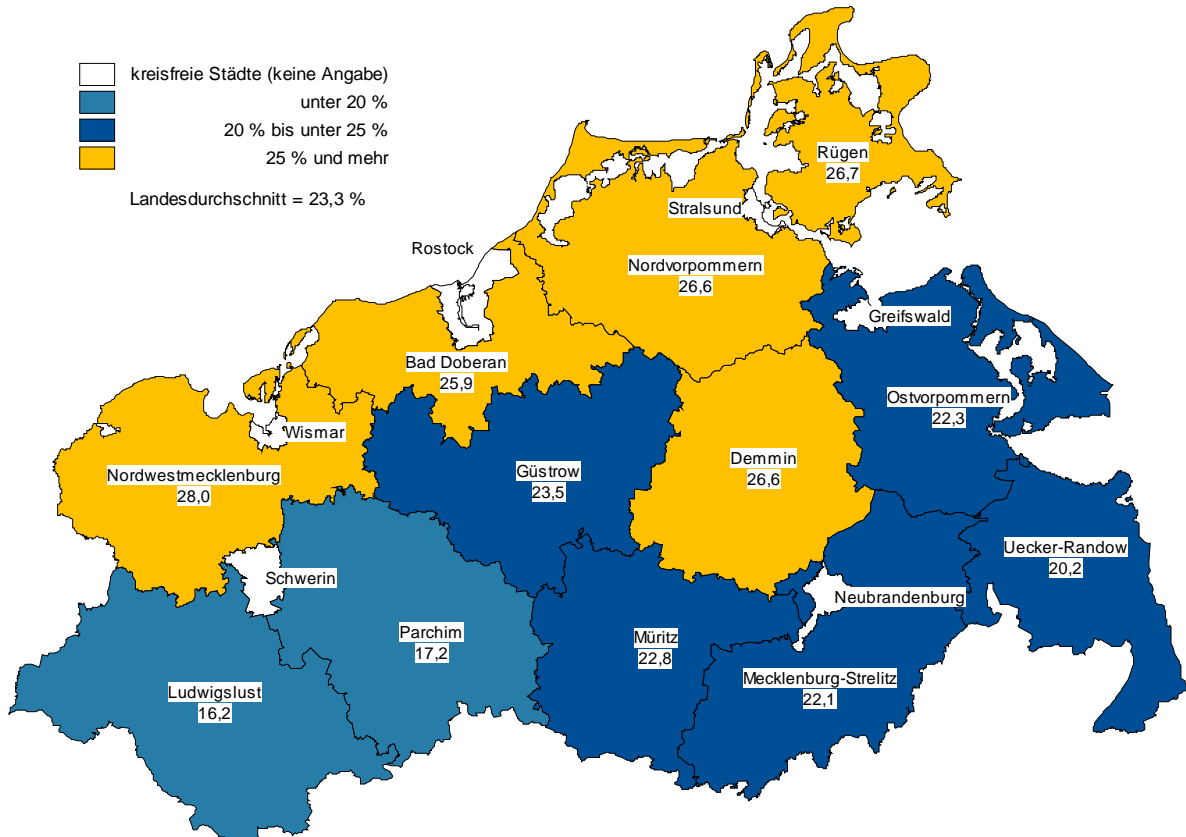 kreisfreie Städte (keine Angabe)
unter 20 %
20 % bis unter 25 %
25 % und mehr
Landesdurchschnitt = 23,3 %
Rügen
26,7
Stralsund
Rostock
Nordvorpommern
26,6
Greifswald
Bad Doberan
25,9
Ostvorpommern
22,3
Wismar
Nordwestmecklenburg
28,0
Güstrow
23,5
Demmin
26,6
Uecker-Randow
20,2
Schwerin
Neubrandenburg
Parchim
17,2
Müritz
22,8
Mecklenburg-Strelitz
22,1
Ludwigslust
16,2